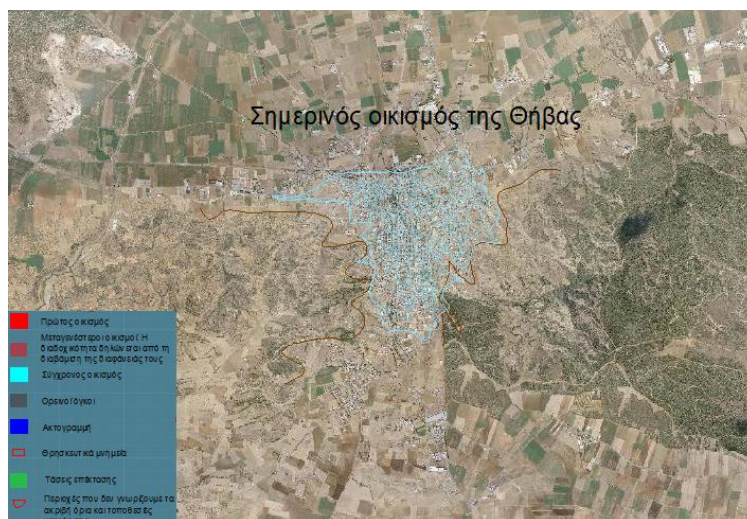 Σημερινός οικισμός της Θήβας
Πρώτος οικισμός
Μεταγενέστεροι οικισμοί. Η
διαδοχικότητα δηλώνεται από τη
διαβάμιση της διαφάνειάς τους
Σύγχρονος οικισμός
Ορεινοί όγκοι
Ακτογραμμή
Θρησκευτικά μνημεία
Τάσεις επέκτασης
Περιοχές που δεν γνωρίζουμε τα
ακριβή όρια και τοποθεσίες